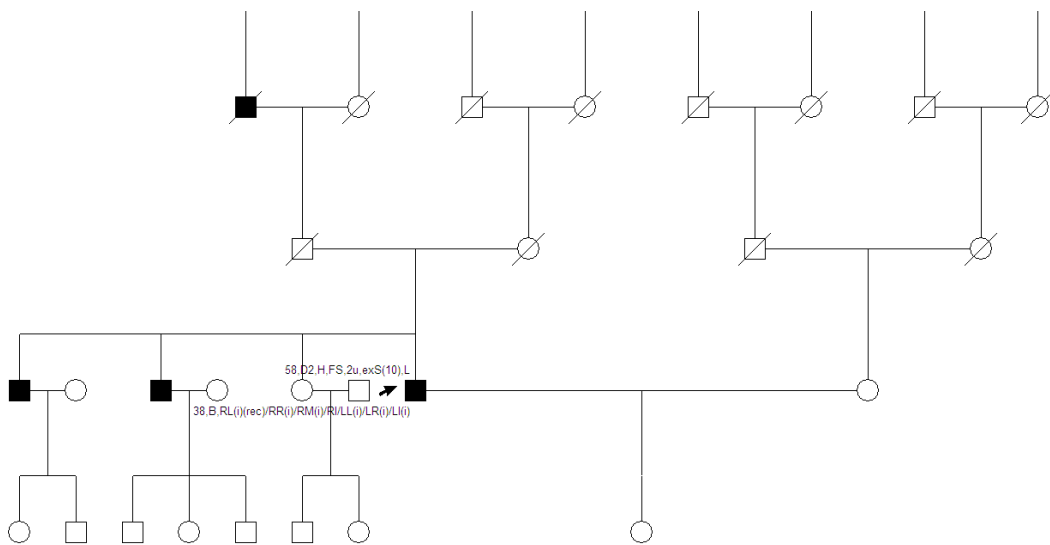 58,D2,H,FS,2u,exS(10),L
38,B,RL(i)(rec)/RR(i)/RM(i)/RI/LL(i)/LR(i)/LI(i)